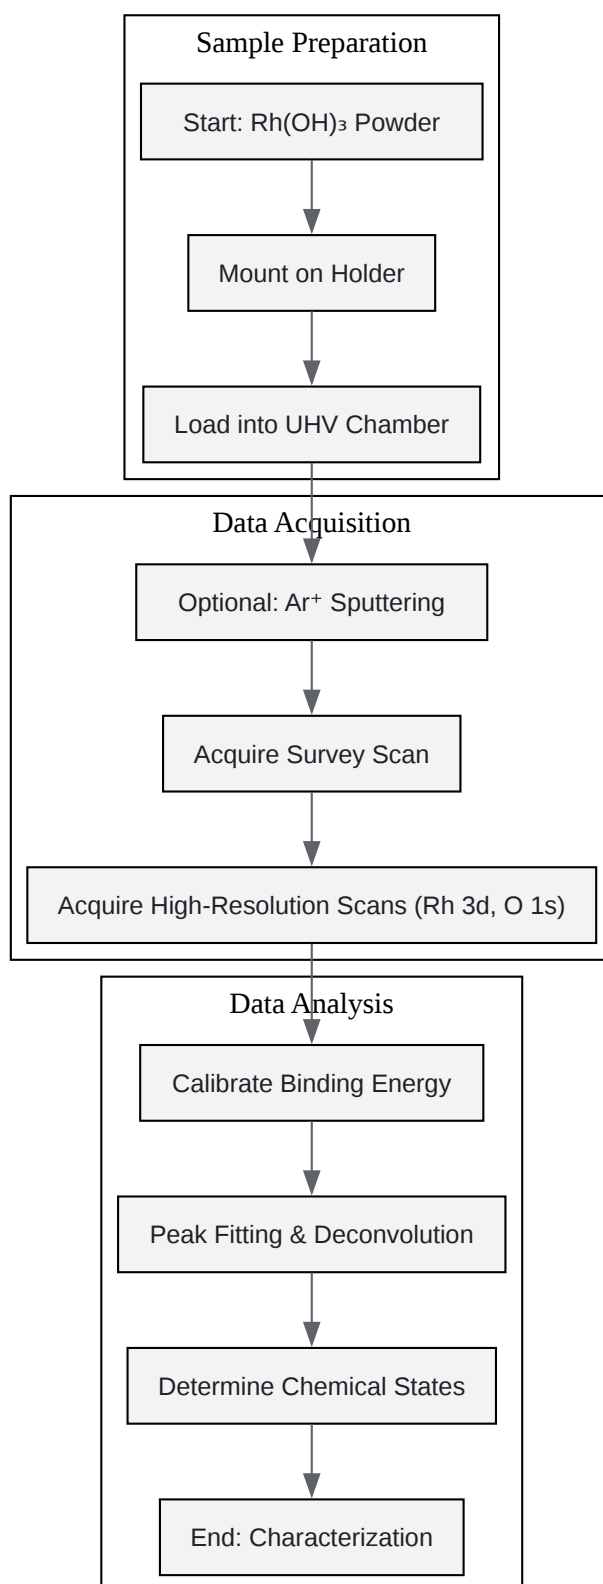 Sample Preparation
Start: Rh(OH)₃ Powder
Mount on Holder
Load into UHV Chamber
Data Acquisition
Optional: Ar⁺ Sputtering
Acquire Survey Scan
Acquire High-Resolution Scans (Rh 3d, O 1s)
Data Analysis
Calibrate Binding Energy
Peak Fitting & Deconvolution
Determine Chemical States
End: Characterization